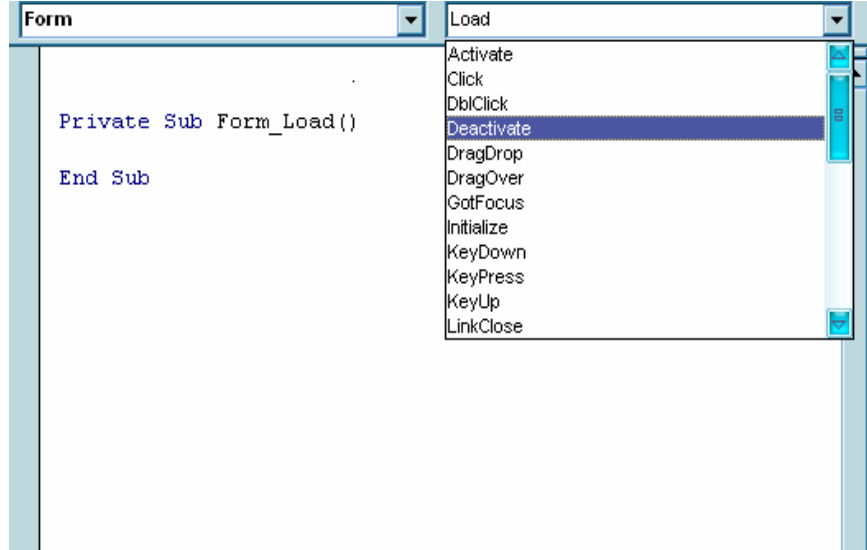 Form
Load
Activate
Click
DblClick
Deactivate
DragDrop
DragOver
GotFocus
Initialize
KeyDown
KeyPress
KeyUp
LinkClose
Private Sub Form_Load()
End Sub